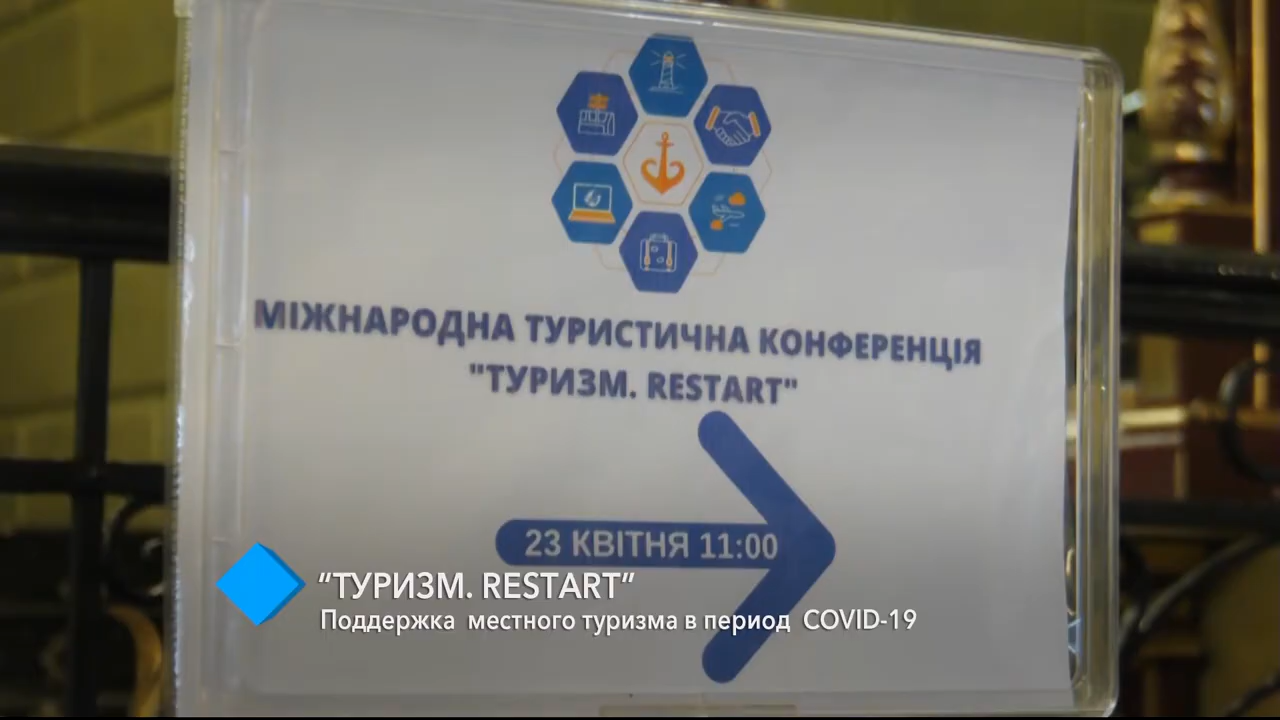 МІЖНАРОДНА ТУРИСТИЧНА КОНФЕРЕНЦІЯ
"ТУРИЗМ. RESTART"
23 КВІТНЯ 11:00
“ТУРИЗМ. RESTART”
Поддержка местного туризма в период COVID-19